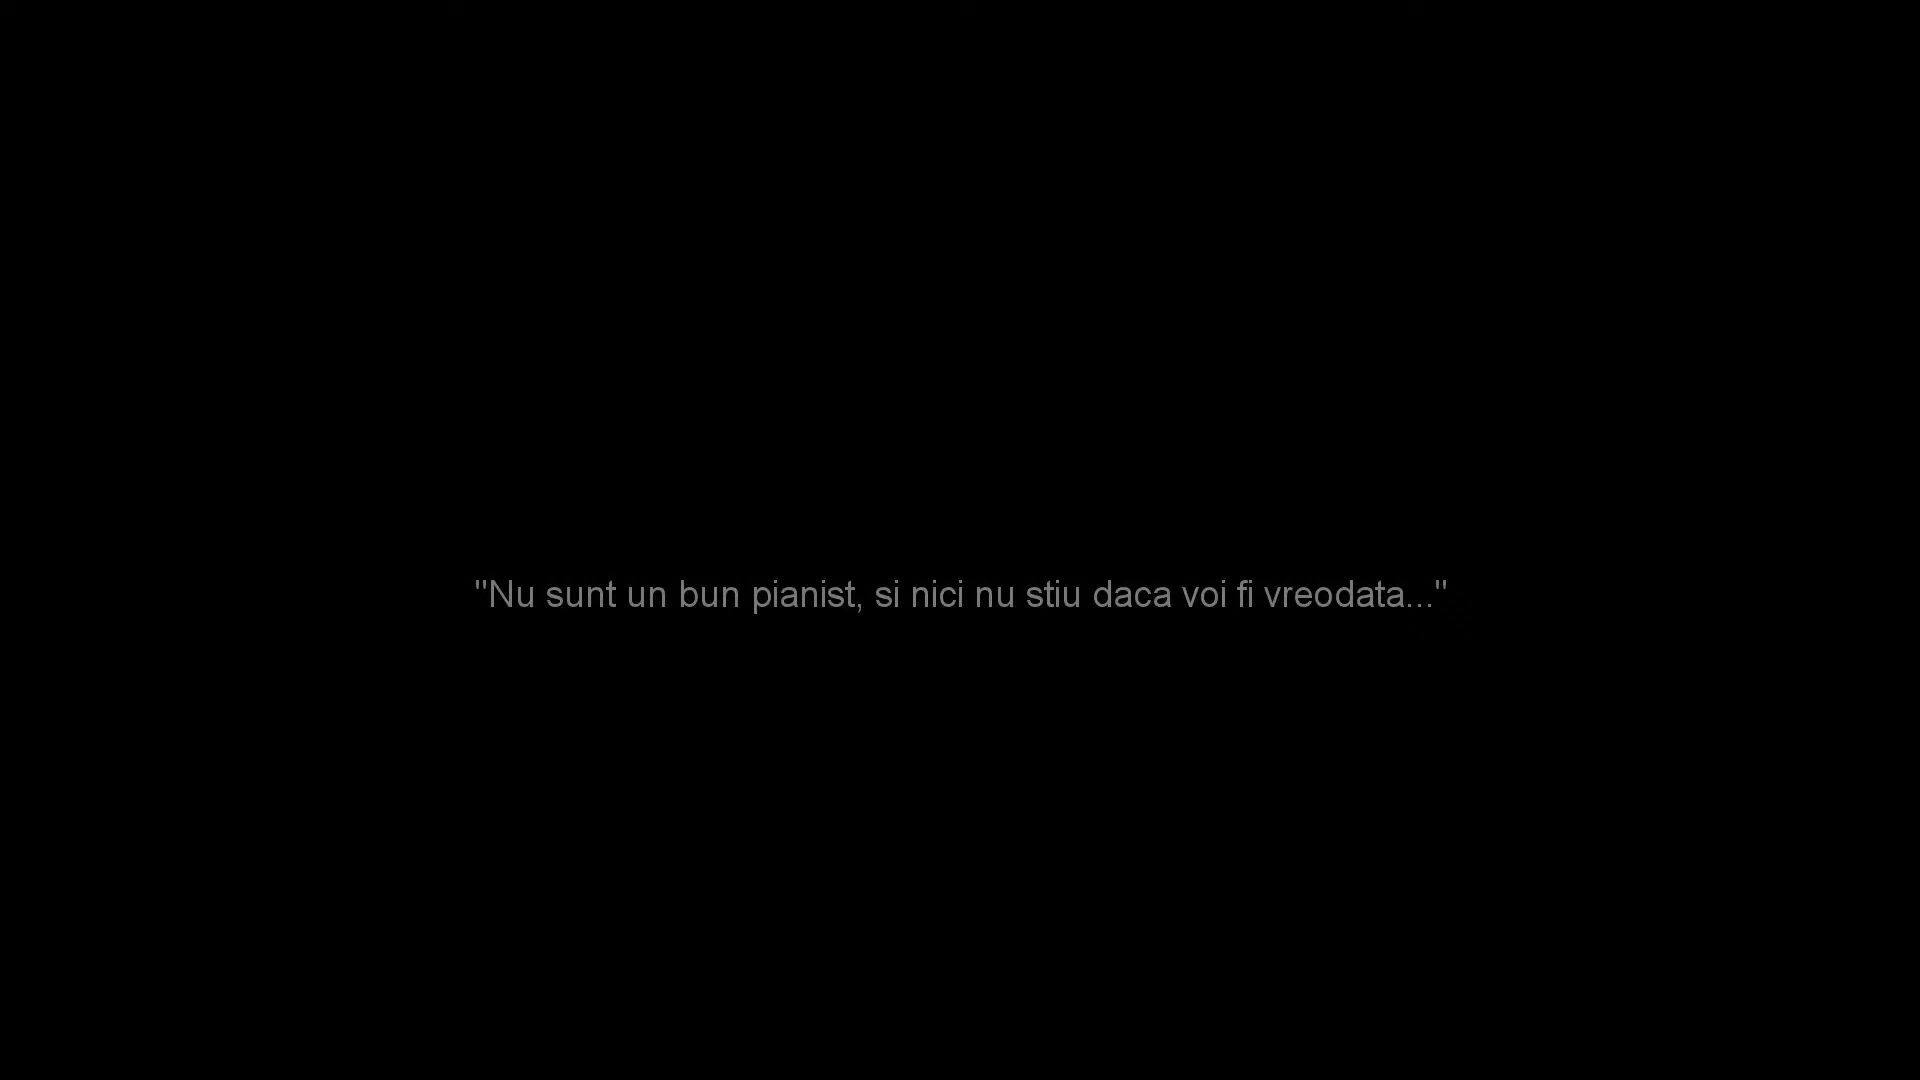 "Nu sunt un bun pianist, si nici nu stiu daca voi fi vreodata..."